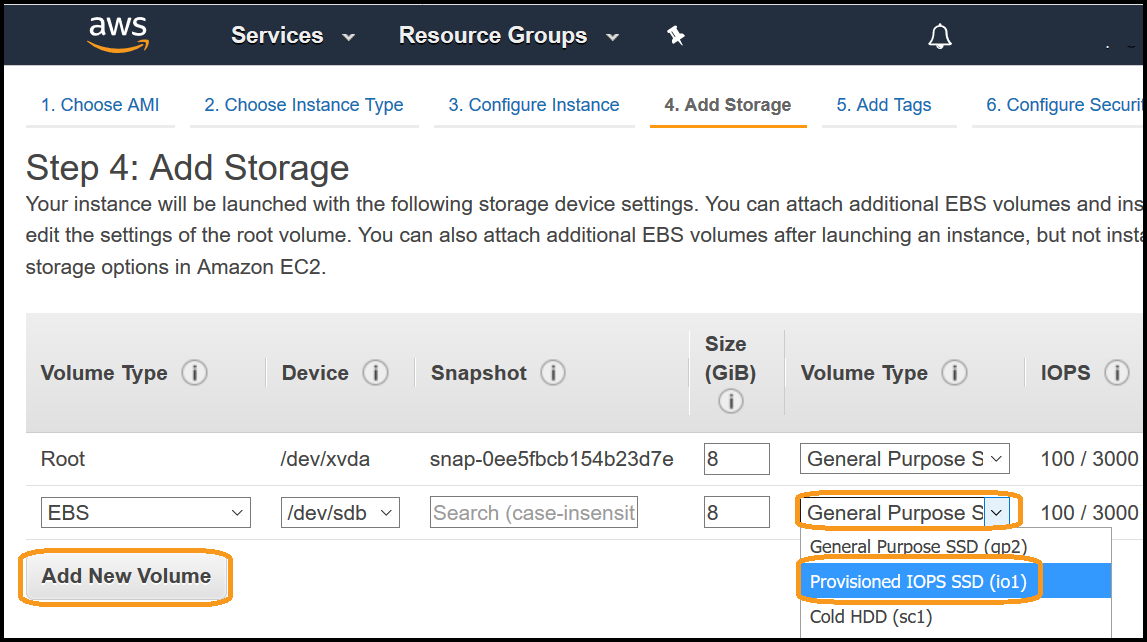 aws Services Resource Groups
1. Choose AMI 2. Choose Instance Type 3. Configure Instance 4. Add Storage 5. Add Tags 6. Configure Securit
Step 4: Add Storage
Your instance will be launched with the following storage device settings. You can attach additional EBS volumes and ins
edit the settings of the root volume. You can also attach additional EBS volumes after launching an instance, but not insta
storage options in Amazon EC2.
Volume Type i Device i Snapshot i Size (GiB) i Volume Type i IOPS i
Root /dev/xvda snap-0ee5fbcb154b23d7e 8 General Purpose S 100 / 3000
EBS /dev/sdb Search (case-insensit 8 General Purpose S 100 / 3000
General Purpose SSD (gp2)
Add New Volume
Provisioned IOPS SSD (io1)
Cold HDD (sc1)